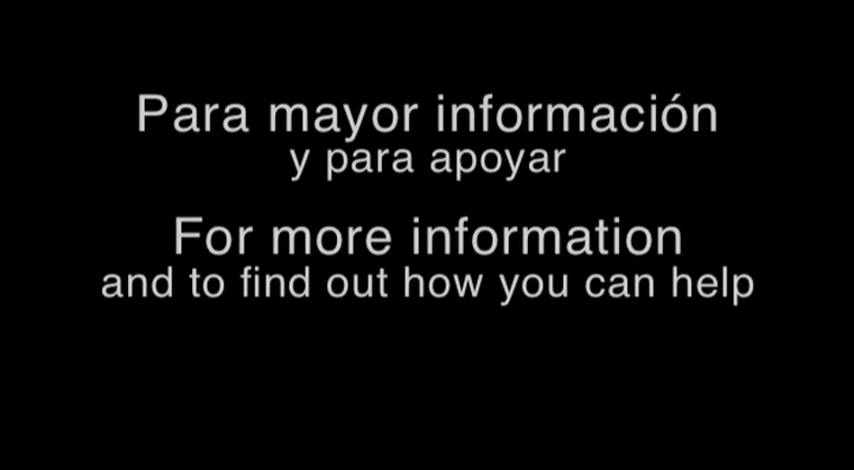 Para mayor información
y para apoyar
For more information
and to find out how you can help